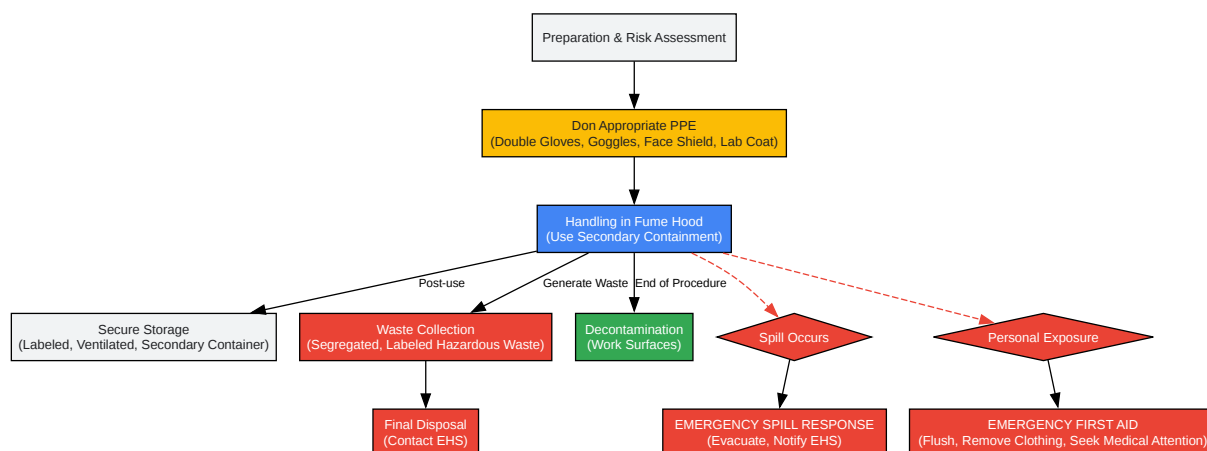 Preparation & Risk Assessment
Don Appropriate PPE
(Double Gloves, Goggles, Face Shield, Lab Coat)
Handling in Fume Hood
(Use Secondary Containment)
Post-use
Generate Waste
End of Procedure
Secure Storage
(Labeled, Ventilated, Secondary Container)
Waste Collection
(Segregated, Labeled Hazardous Waste)
Decontamination
(Work Surfaces)
Spill Occurs
Personal Exposure
Final Disposal
(Contact EHS)
EMERGENCY SPILL RESPONSE
(Evacuate, Notify EHS)
EMERGENCY FIRST AID
(Flush, Remove Clothing, Seek Medical Attention)